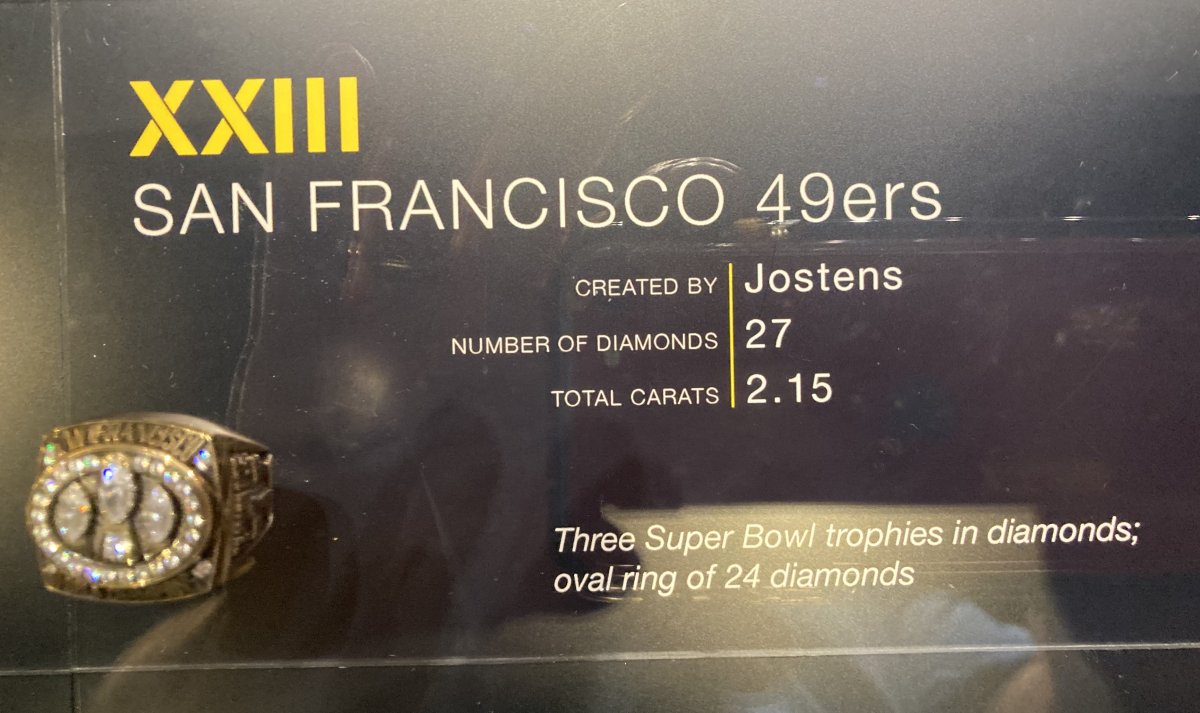 XXIII
SAN FRANCISCO 49ers
CREATED BY Jostens
NUMBER OF DIAMONDS 27
TOTAL CARATS 2.15
Three Super Bowl trophies in diamonds;
oval ring of 24 diamonds